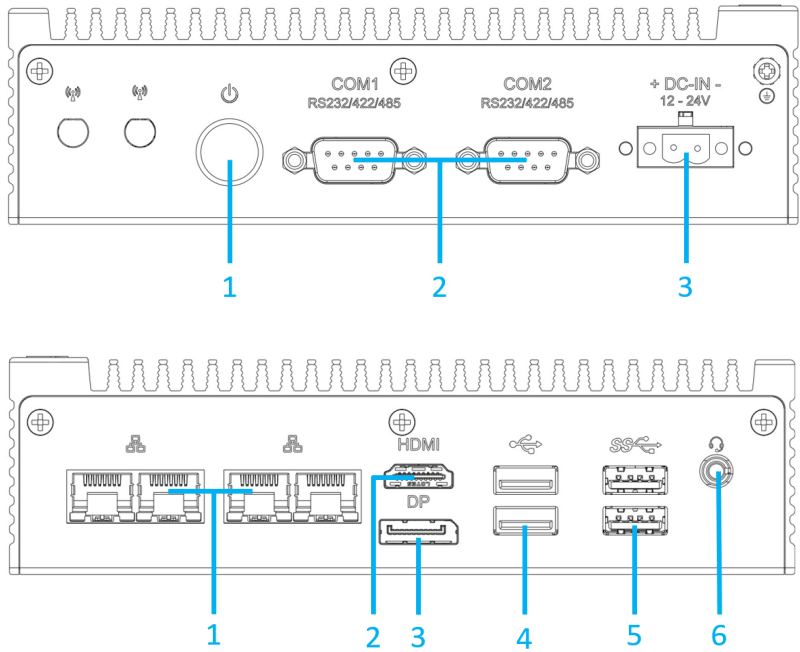 COM1
RS232/422/485
COM2
RS232/422/485
+ DC-IN -
12 - 24V
1
2
3
HDMI
SS
DP
1
2
3
4
5
6